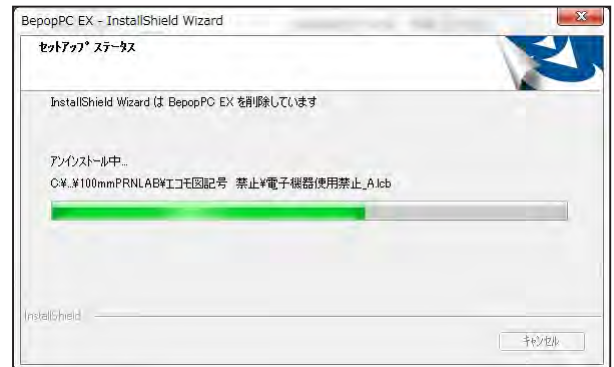 BepopPC EX - InstallShield Wizard
セットアップ ステータス
InstallShield Wizard は BepopPC EX を削除しています
アンインストール中...
C:¥..¥100mmPRNLAB¥エコモ図記号 禁止¥電子機器使用禁止_A.lcb
InstallShield
キャンセル